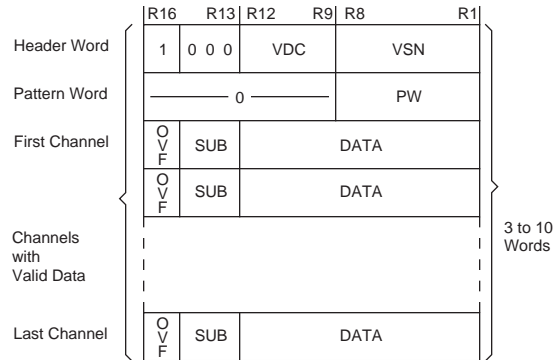 R16 R13 R12 R9 R8 R1
Header Word 1 0 0 0 VDC VSN
Pattern Word 0 PW
First Channel OVF SUB DATA
OVF SUB DATA
Channels
with
Valid Data
3 to 10
Words
Last Channel OVF SUB DATA